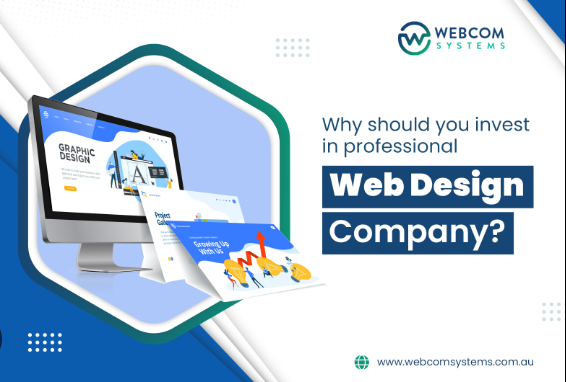 WEBCOM
SYSTEMS
Why should you invest
in professional
Web Design
Company?
GRAPHIC
DESIGN
Project
Growing Up
With Us
www.webcomsystems.com.au